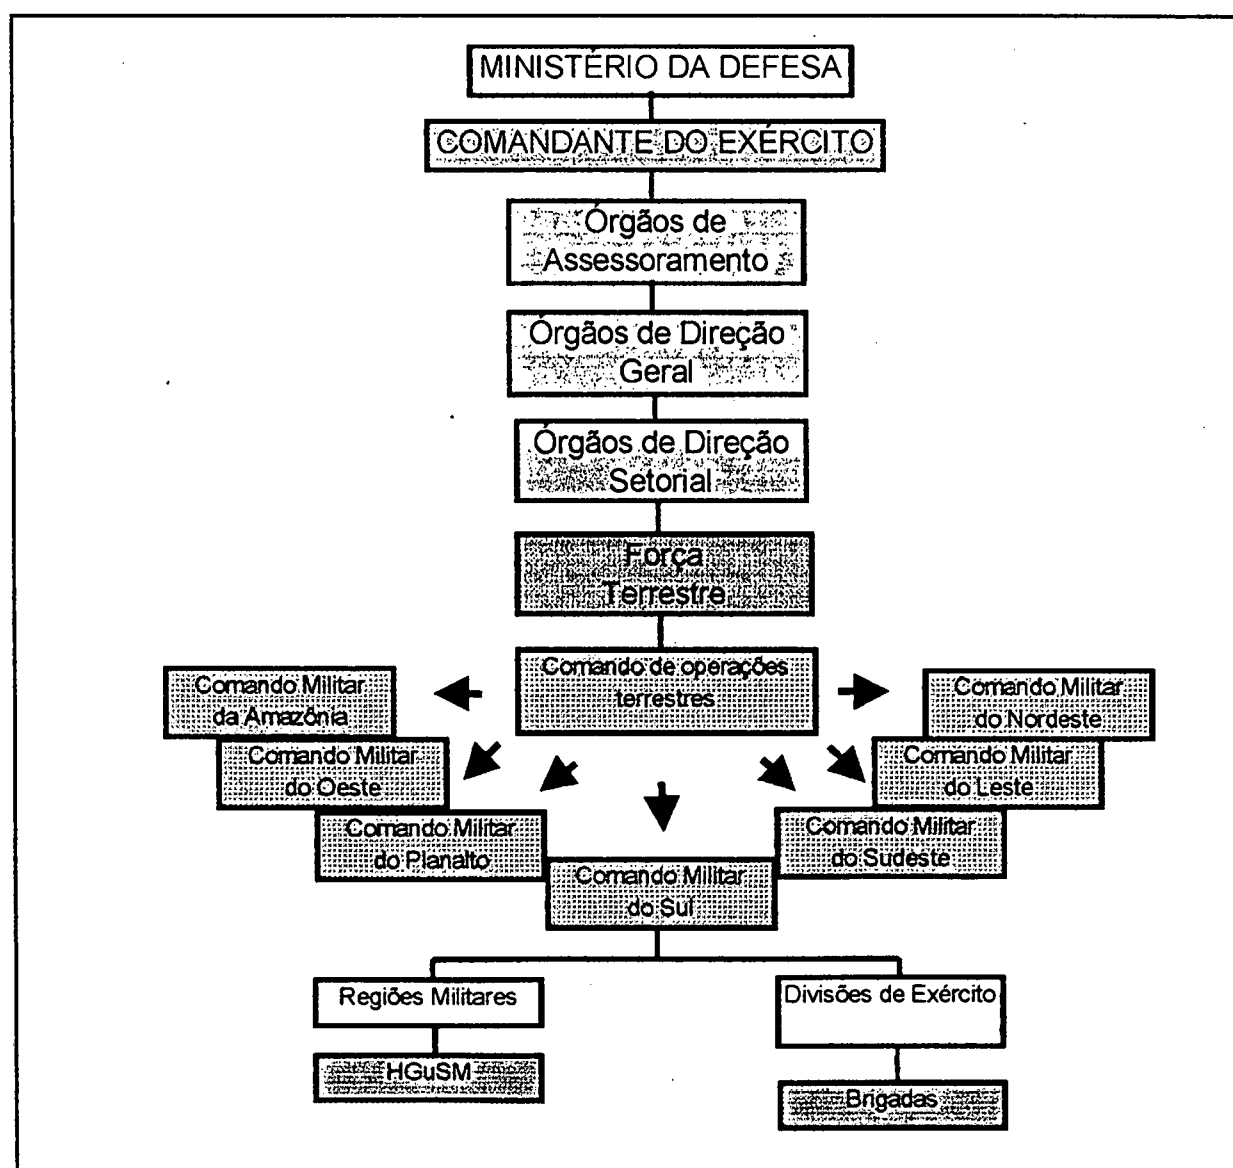 MINISTÉRIO DA DEFESA
COMANDANTE DO EXÉRCITO
Órgãos de
Assessoramento
Órgãos de Direção
Geral
Órgãos de Direção
Setorial
Força
Terrestre
Comando de operações
terrestres
Comando Militar
da Amazônia
Comando Militar
do Nordeste
Comando Militar
do Oeste
Comando Militar
do Leste
Comando Militar
do Planalto
Comando Militar
do Sudeste
Comando Militar
do Sul
Regiões Militares
Divisões de Exército
HGuSM
Brigadas